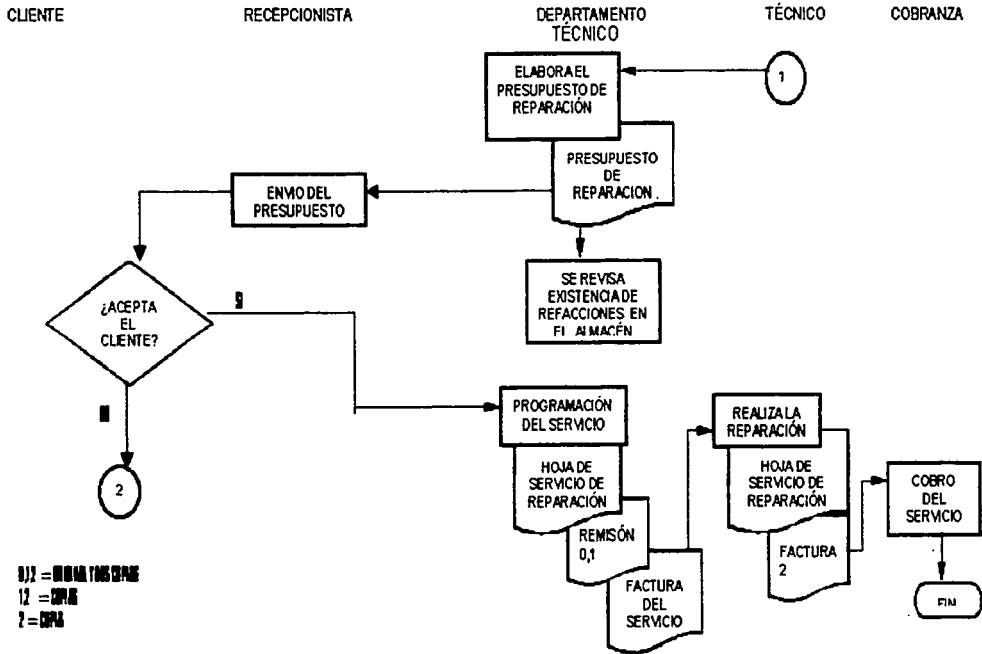 CLIENTE
RECEPCIONISTA
DEPARTAMENTO
TÉCNICO
TÉCNICO
COBRANZA
ELABORA EL
PRESUPUESTO DE
REPARACIÓN
1
PRESUPUESTO
DE
REPARACION
ENVIO DEL
PRESUPUESTO
SE REVISA
EXISTENCIA DE
REFACCIONES EN
EL ALMACÉN
¿ACEPTA
EL
CLIENTE?
2
PROGRAMACIÓN
DEL SERVICIO
HOJA DE
SERVICIO DE
REPARACIÓN
REMISÓN
0,1
FACTURA
DEL
SERVICIO
REALIZA LA
REPARACIÓN
HOJA DE
SERVICIO DE
REPARACIÓN
FACTURA
2
COBRO
DEL
SERVICIO
FIN